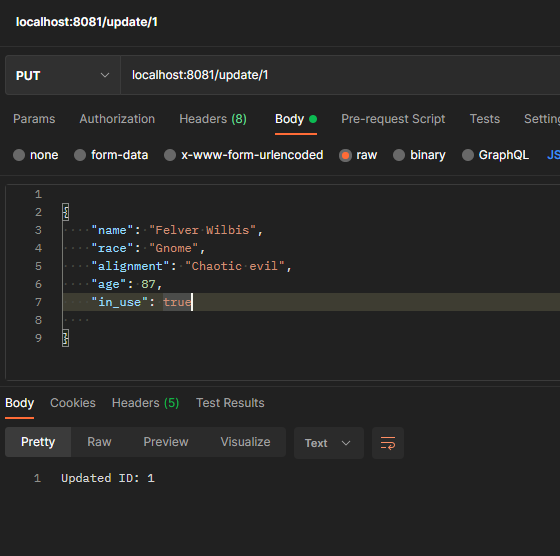 localhost:8081/update/1
PUT localhost:8081/update/1
Params Authorization Headers (8) Body Pre-request Script Tests Setting
none form-data x-www-form-urlencoded raw binary GraphQL JS
1
2 {
3 "name": "Felver Wilbis",
4 "race": "Gnome",
5 "alignment": "Chaotic evil",
6 "age": 87,
7 "in_use": true
8
9 }
Body Cookies Headers (5) Test Results
Pretty Raw Preview Visualize Text
1 Updated ID: 1